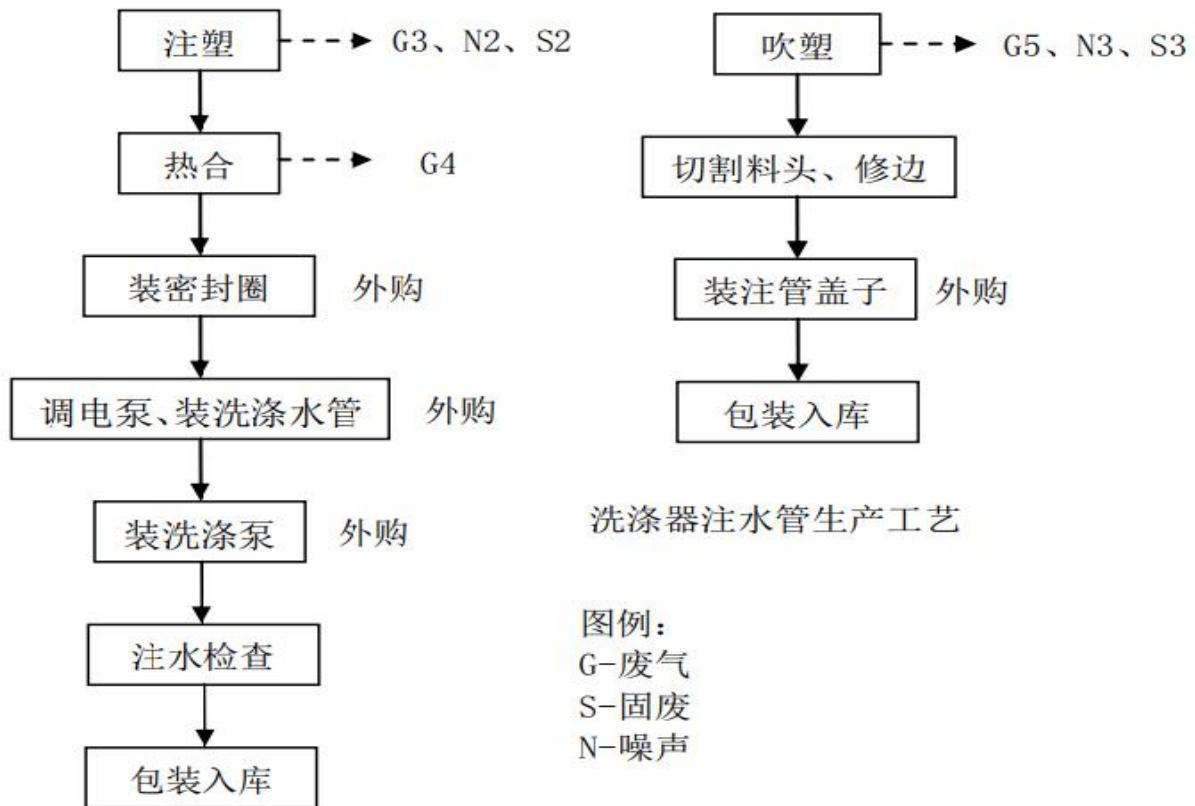 注塑
G3、N2、S2
热合
G4
装密封圈
外购
调电泵、装洗涤水管
外购
装洗涤泵
外购
注水检查
包装入库
吹塑
G5、N3、S3
切割料头、修边
装注管盖子
外购
包装入库
洗涤器注水管生产工艺
图例：
G-废气
S-固废
N-噪声